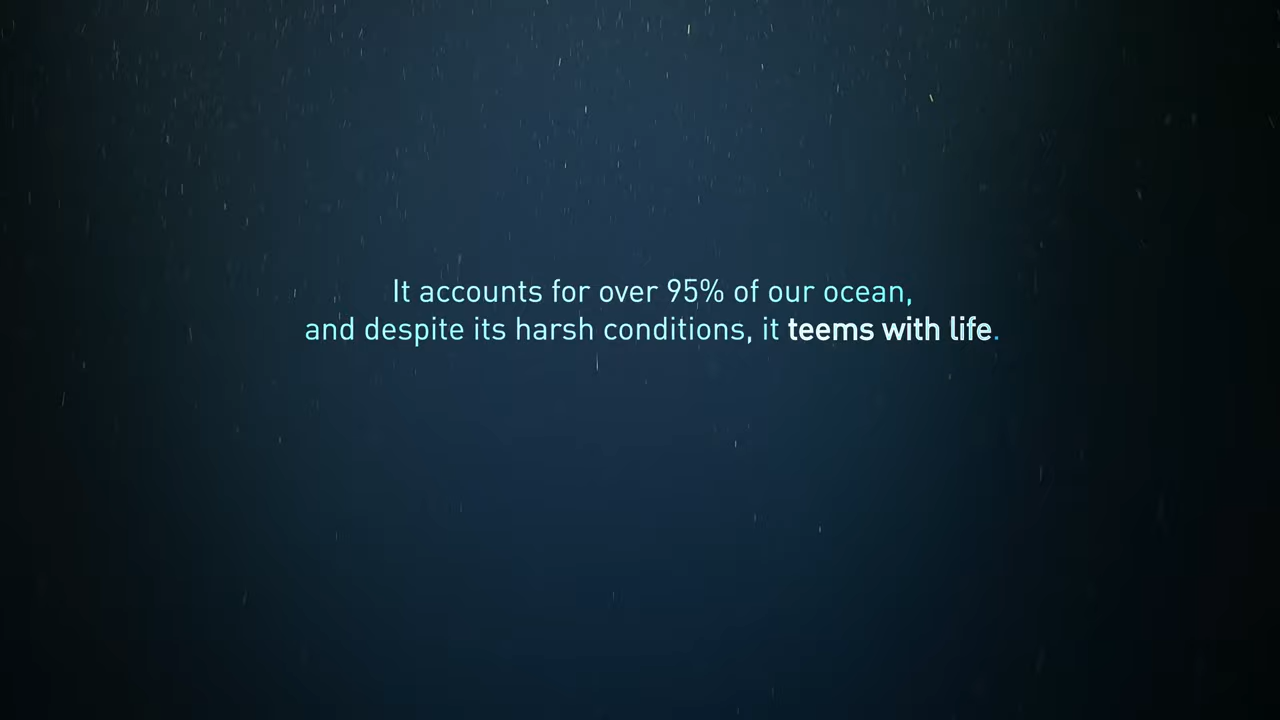 It accounts for over 95% of our ocean,
and despite its harsh conditions, it teems with life.